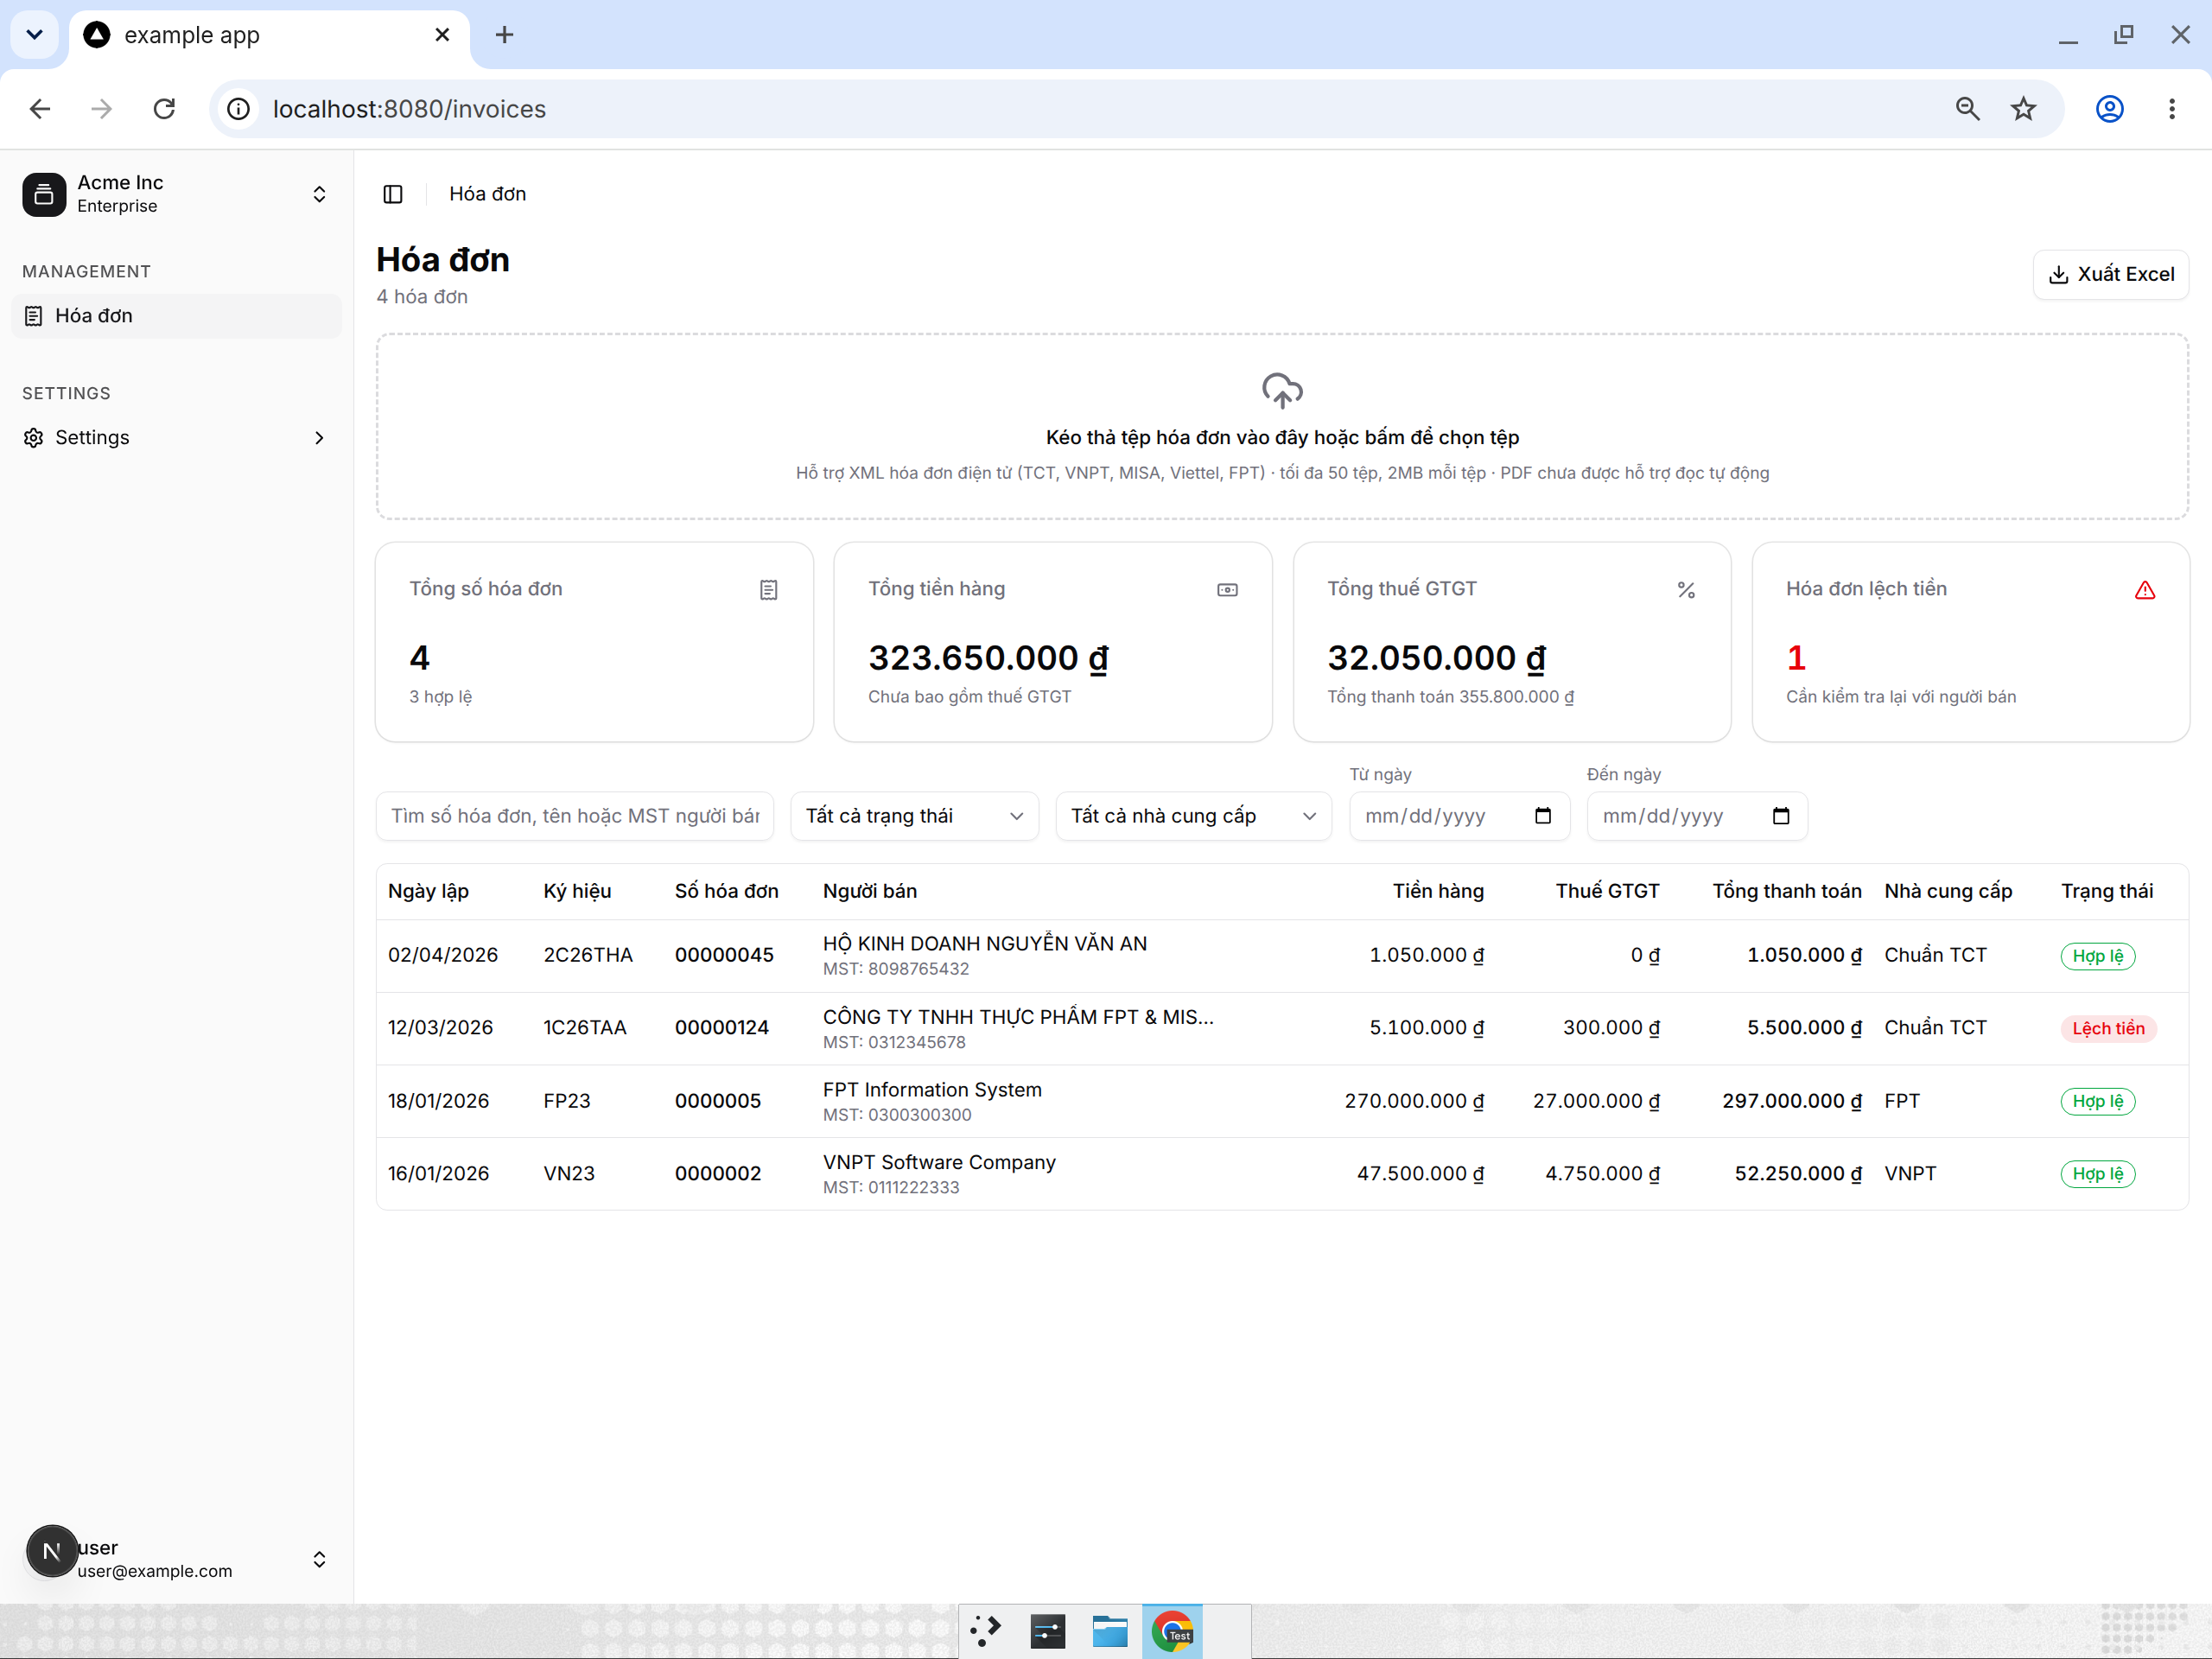 example app
localhost:8080/invoices
Acme Inc
Enterprise
MANAGEMENT
Hóa đơn
SETTINGS
Settings
Hóa đơn
Hóa đơn
4 hóa đơn
Xuất Excel
Kéo thả tệp hóa đơn vào đây hoặc bấm để chọn tệp
Hỗ trợ XML hóa đơn điện tử (TCT, VNPT, MISA, Viettel, FPT) · tối đa 50 tệp, 2MB mỗi tệp · PDF chưa được hỗ trợ đọc tự động
Tổng số hóa đơn
4
3 hợp lệ
Tổng tiền hàng
323.650.000 ₫
Chưa bao gồm thuế GTGT
Tổng thuế GTGT
32.050.000 ₫
Tổng thanh toán 355.800.000 ₫
Hóa đơn lệch tiền
1
Cần kiểm tra lại với người bán
Từ ngày Đến ngày
Tìm số hóa đơn, tên hoặc MST người bán Tất cả trạng thái Tất cả nhà cung cấp mm/dd/yyyy mm/dd/yyyy
Ngày lập Ký hiệu Số hóa đơn Người bán Tiền hàng Thuế GTGT Tổng thanh toán Nhà cung cấp Trạng thái
02/04/2026 2C26THA 00000045 HỘ KINH DOANH NGUYỄN VĂN AN 1.050.000 ₫ 0 ₫ 1.050.000 ₫ Chuẩn TCT Hợp lệ
MST: 8098765432
12/03/2026 1C26TAA 00000124 CÔNG TY TNHH THỰC PHẨM FPT & MIS... 5.100.000 ₫ 300.000 ₫ 5.500.000 ₫ Chuẩn TCT Lệch tiền
MST: 0312345678
18/01/2026 FP23 0000005 FPT Information System 270.000.000 ₫ 27.000.000 ₫ 297.000.000 ₫ FPT Hợp lệ
MST: 0300300300
16/01/2026 VN23 0000002 VNPT Software Company 47.500.000 ₫ 4.750.000 ₫ 52.250.000 ₫ VNPT Hợp lệ
MST: 0111222333
N
user
user@example.com
Test